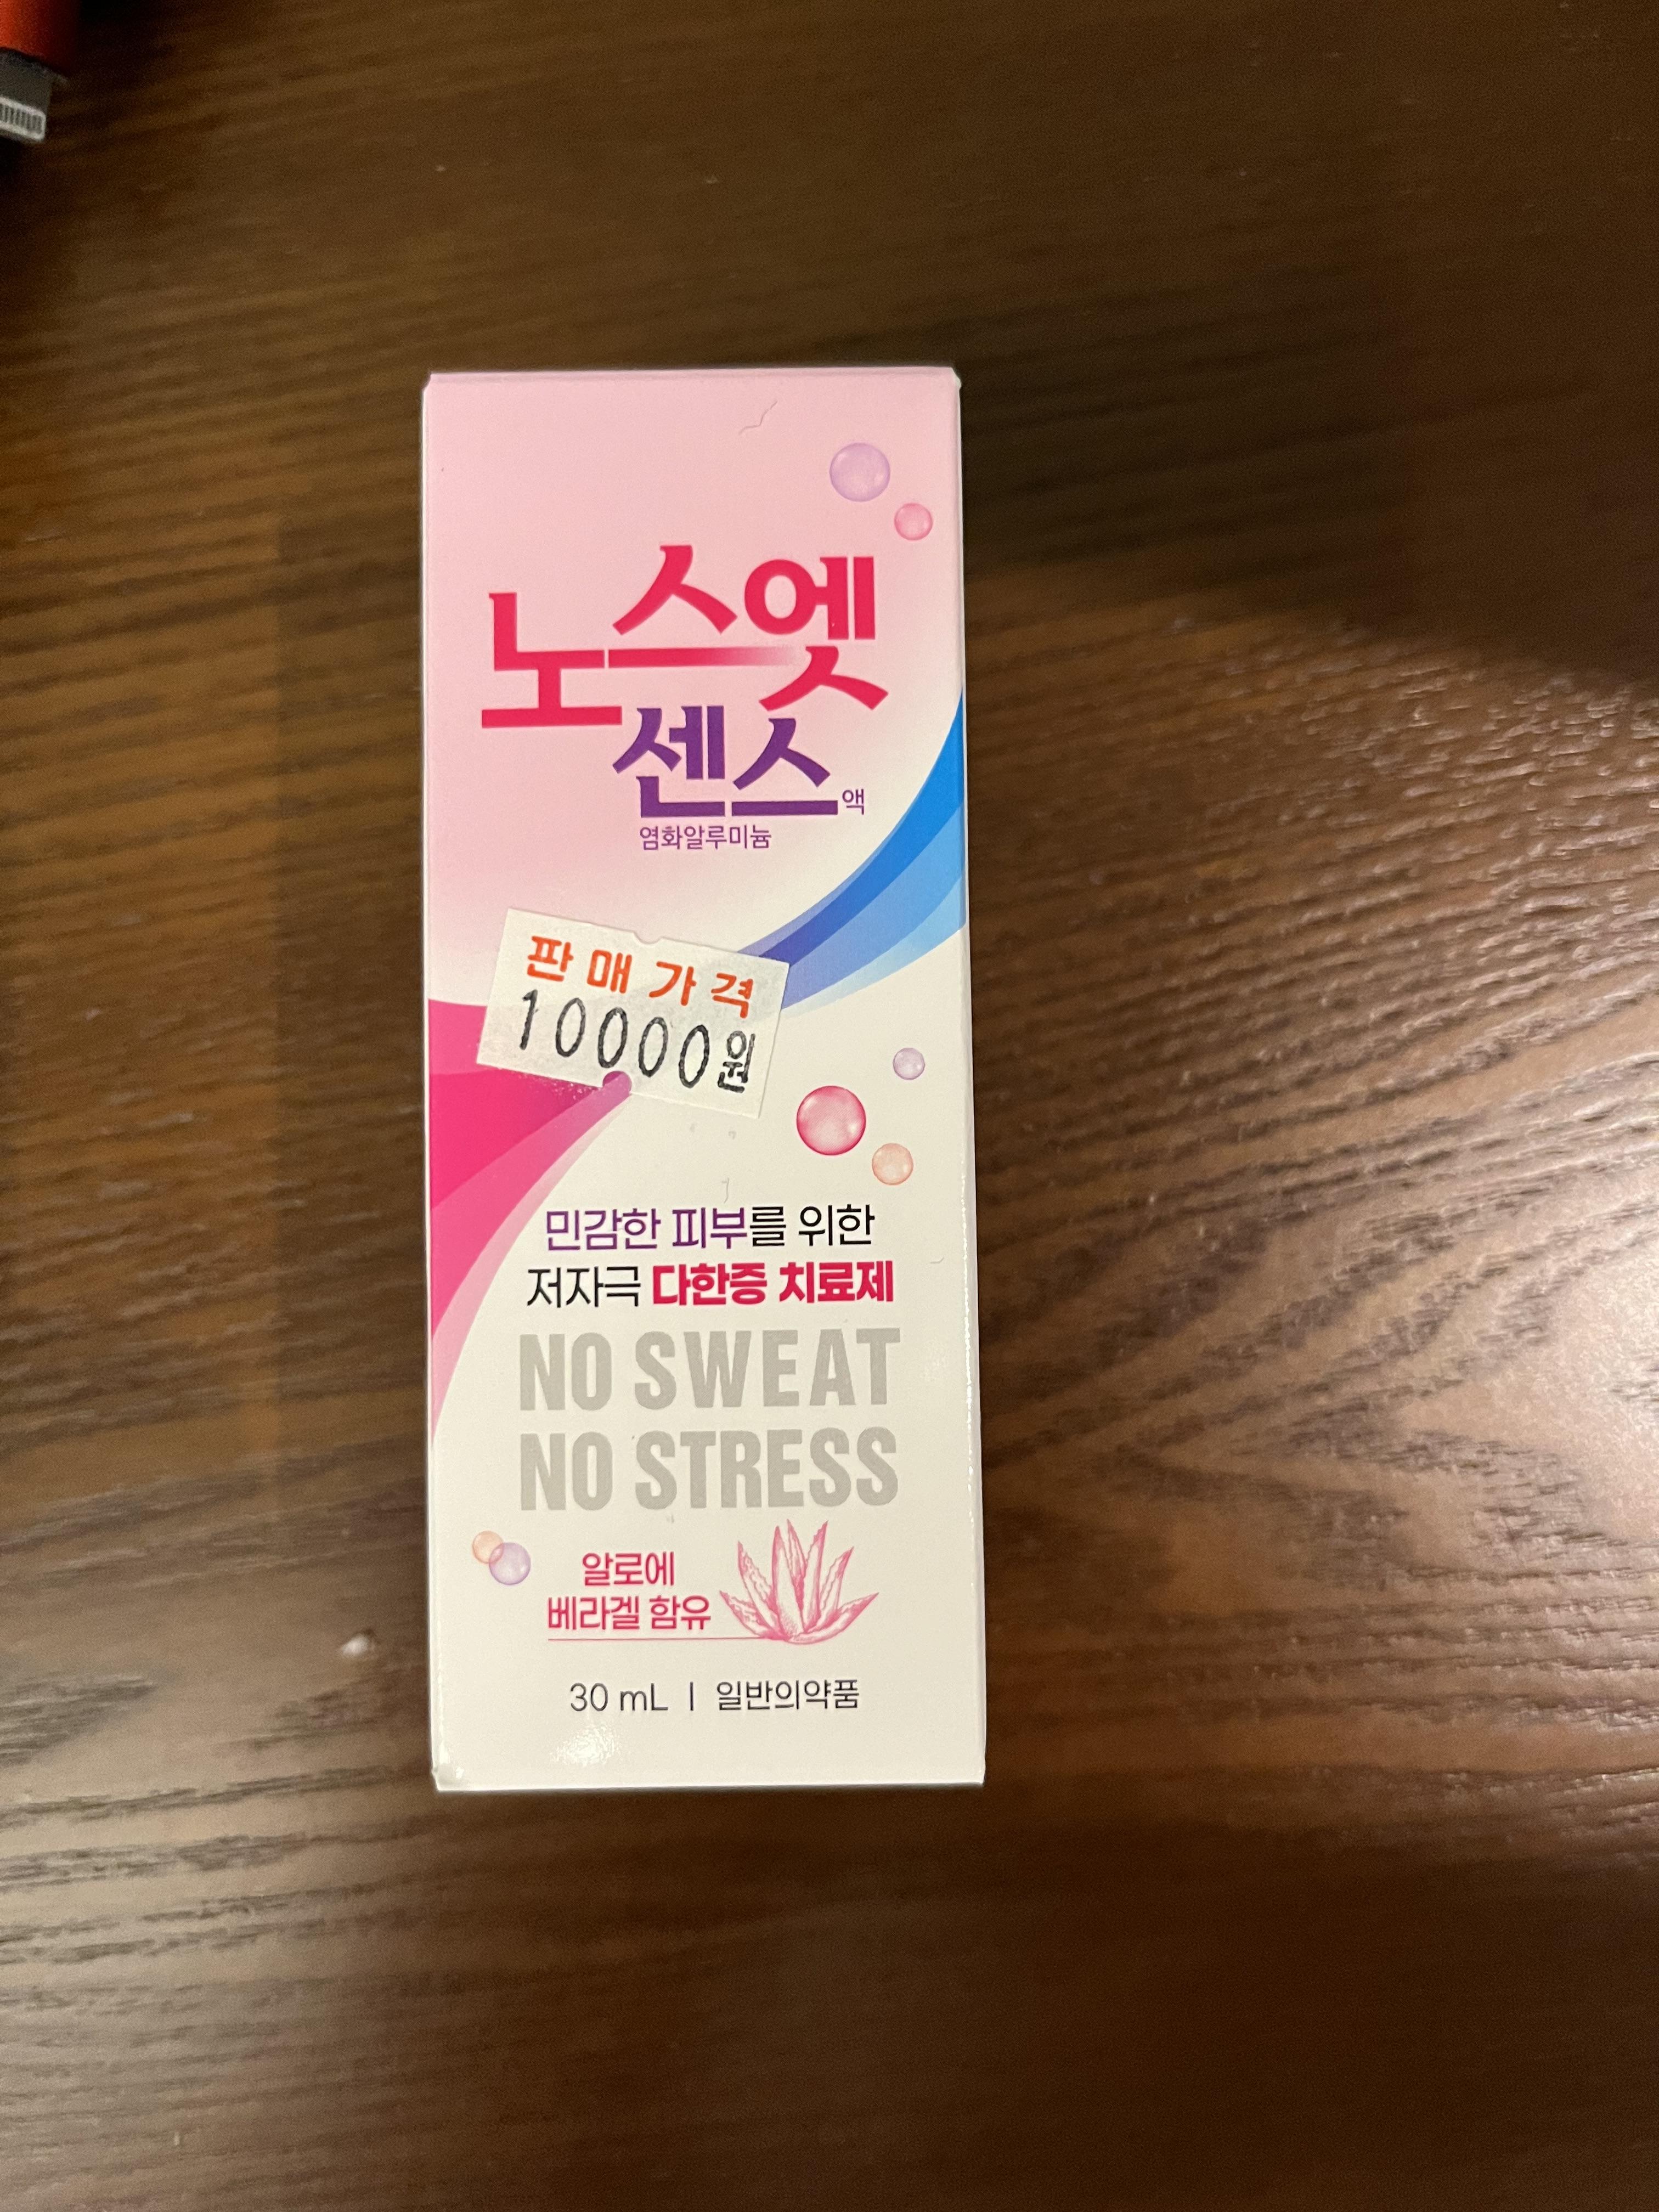 노스엣
센스액
염화알루미늄
판매가격
10000원
민감한 피부를 위한
저자극 다한증 치료제
NO SWEAT
NO STRESS
알로에
베라겔 함유
30 mL | 일반의약품